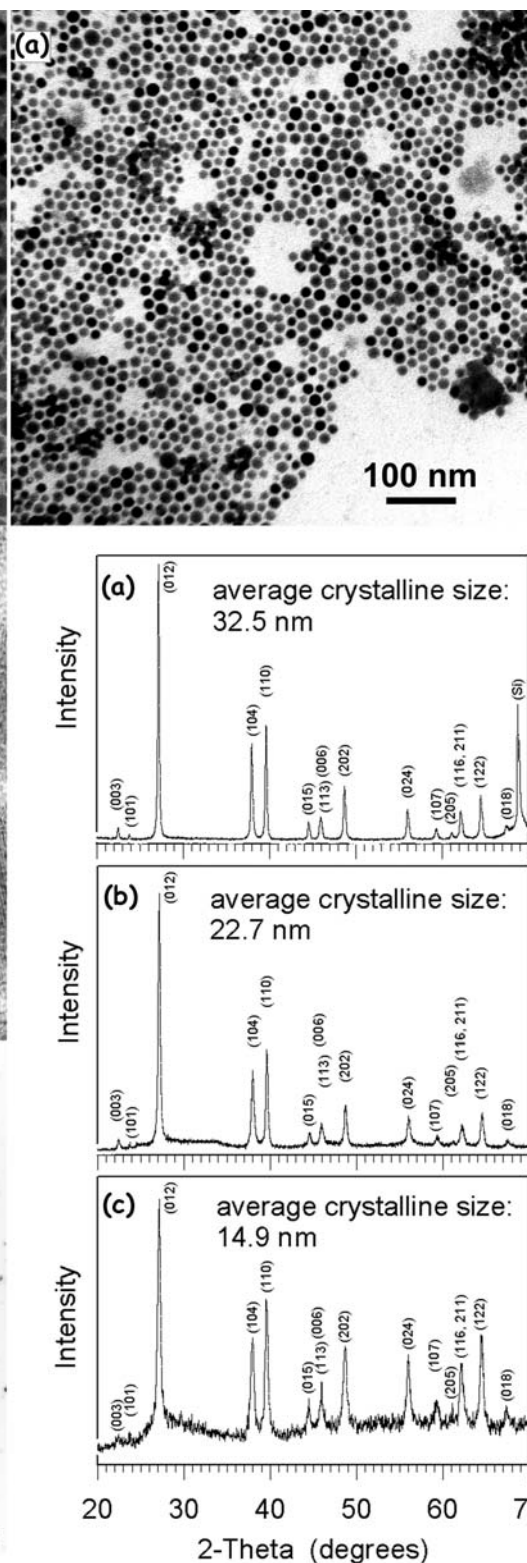 (a)
100 nm
(a)
average crystalline size:
32.5 nm
Intensity
(003)
(101)
(012)
(104)
(110)
(015)
(113)
(006)
(202)
(024)
(107)
(205)
(116, 211)
(122)
(Si)
(018)
(b)
average crystalline size:
22.7 nm
Intensity
(003)
(101)
(012)
(104)
(110)
(015)
(113)
(006)
(202)
(024)
(107)
(205)
(116, 211)
(122)
(018)
(c)
average crystalline size:
14.9 nm
Intensity
(003)
(101)
(012)
(104)
(110)
(015)
(113)
(006)
(202)
(024)
(107)
(205)
(116, 211)
(122)
(018)
20 30 40 50 60
2-Theta (degrees)